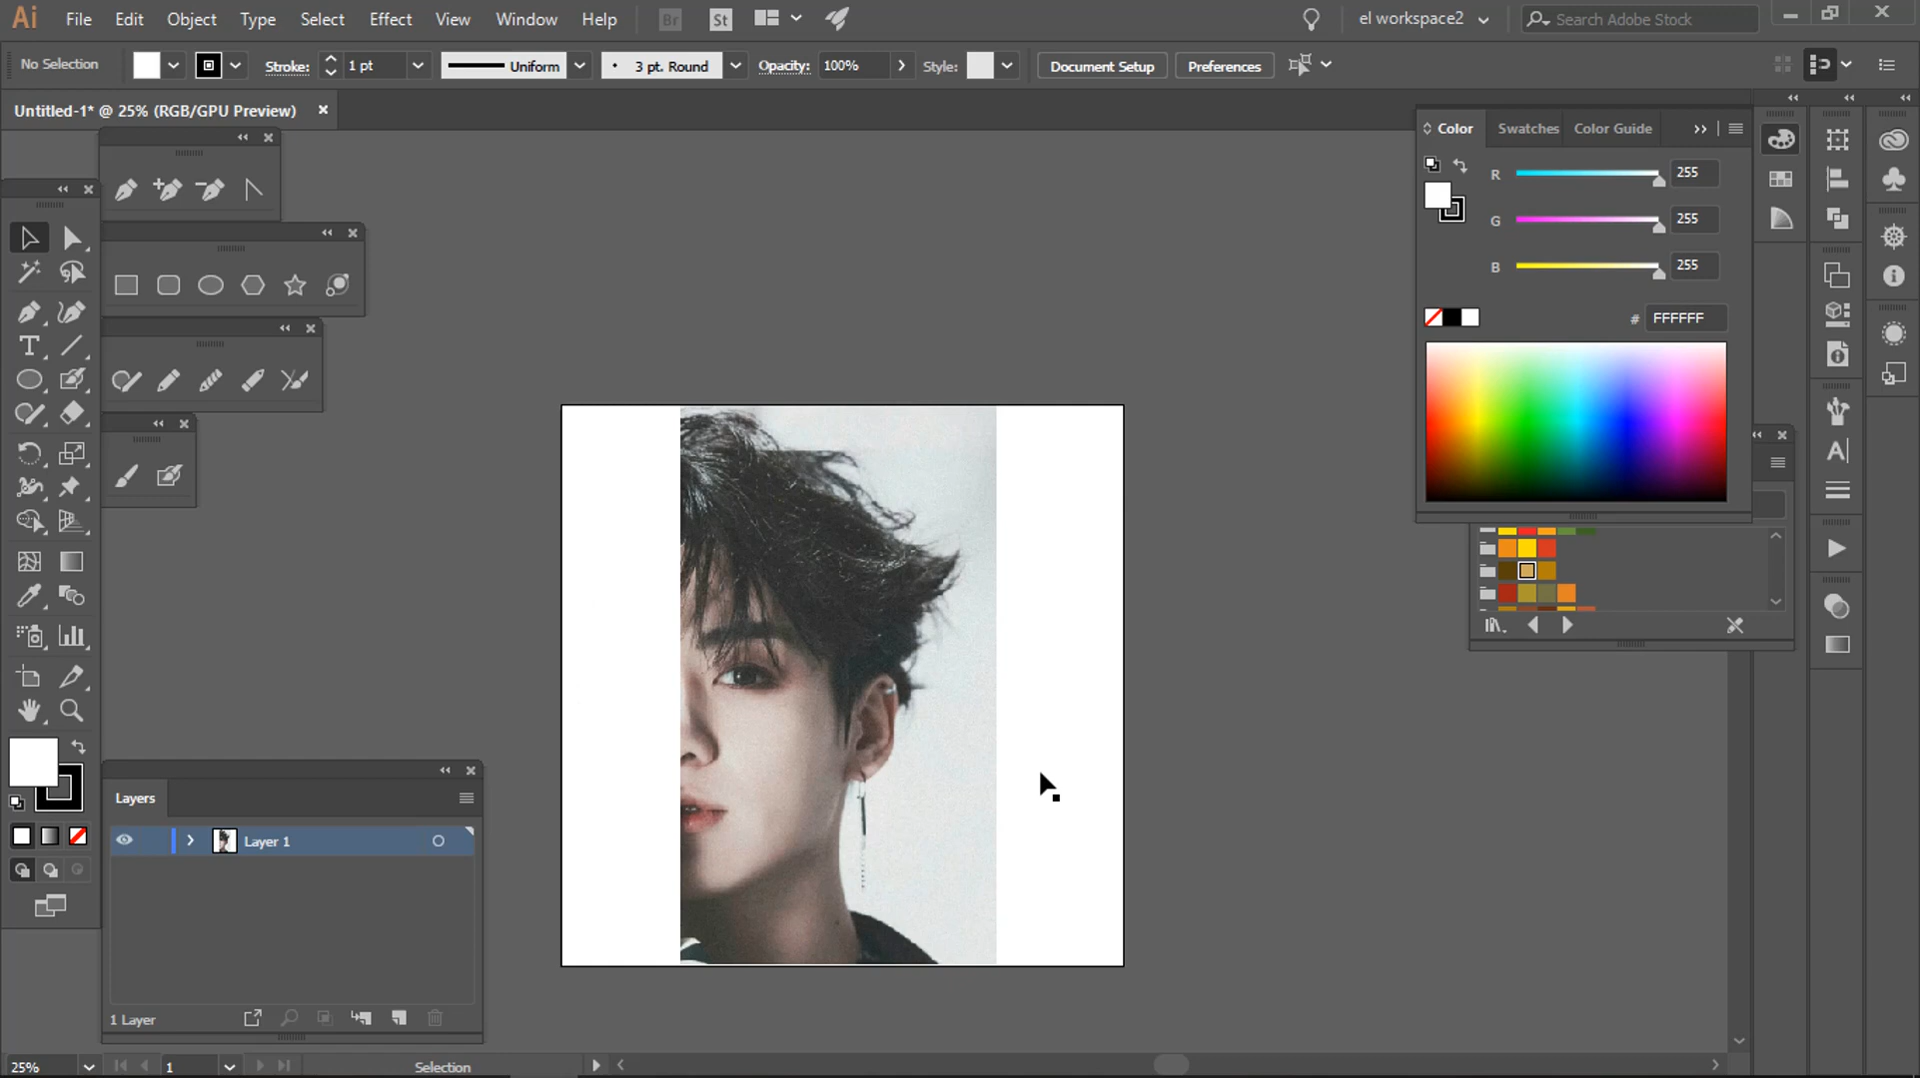 Ai File Edit Object Type Select Effect View Window Help Br St el workspace2 Search Adobe Stock
No Selection Stroke: 1 pt Uniform 3 pt. Round Opacity: 100% Style: Document Setup Preferences
Untitled-1* @ 25% (RGB/GPU Preview)
Color Swatches Color Guide
R 255
G 255
B 255
# FFFFFF
Layers
Layer 1
1 Layer
25% 1 Selection